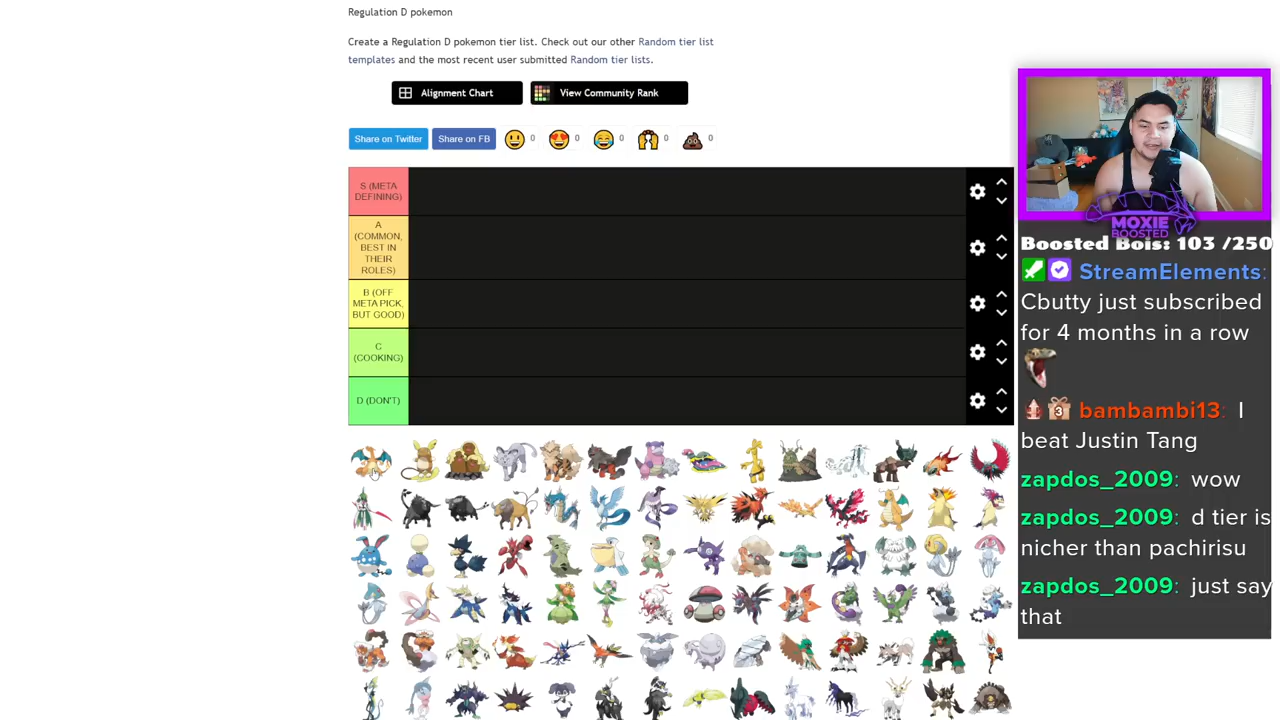 Regulation D pokemon
Create a Regulation D pokemon tier list. Check out our other Random tier list
templates and the most recent user submitted Random tier lists.
Alignment Chart
View Community Rank
Share on Twitter
Share on FB
0
0
0
0
0
S (META
DEFINING)
A
(COMMON,
BEST IN
THEIR
ROLES)
B (OFF
META PICK,
BUT GOOD)
C
(COOKING)
D (DON'T)
MOXIE
BOOSTED
Boosted Bois: 103 /250
StreamElements:
Cbutty just subscribed
for 4 months in a row
3 bambambi13: I
beat Justin Tang
zapdos_2009: wow
zapdos_2009: d tier is
nicher than pachirisu
zapdos_2009: just say
that